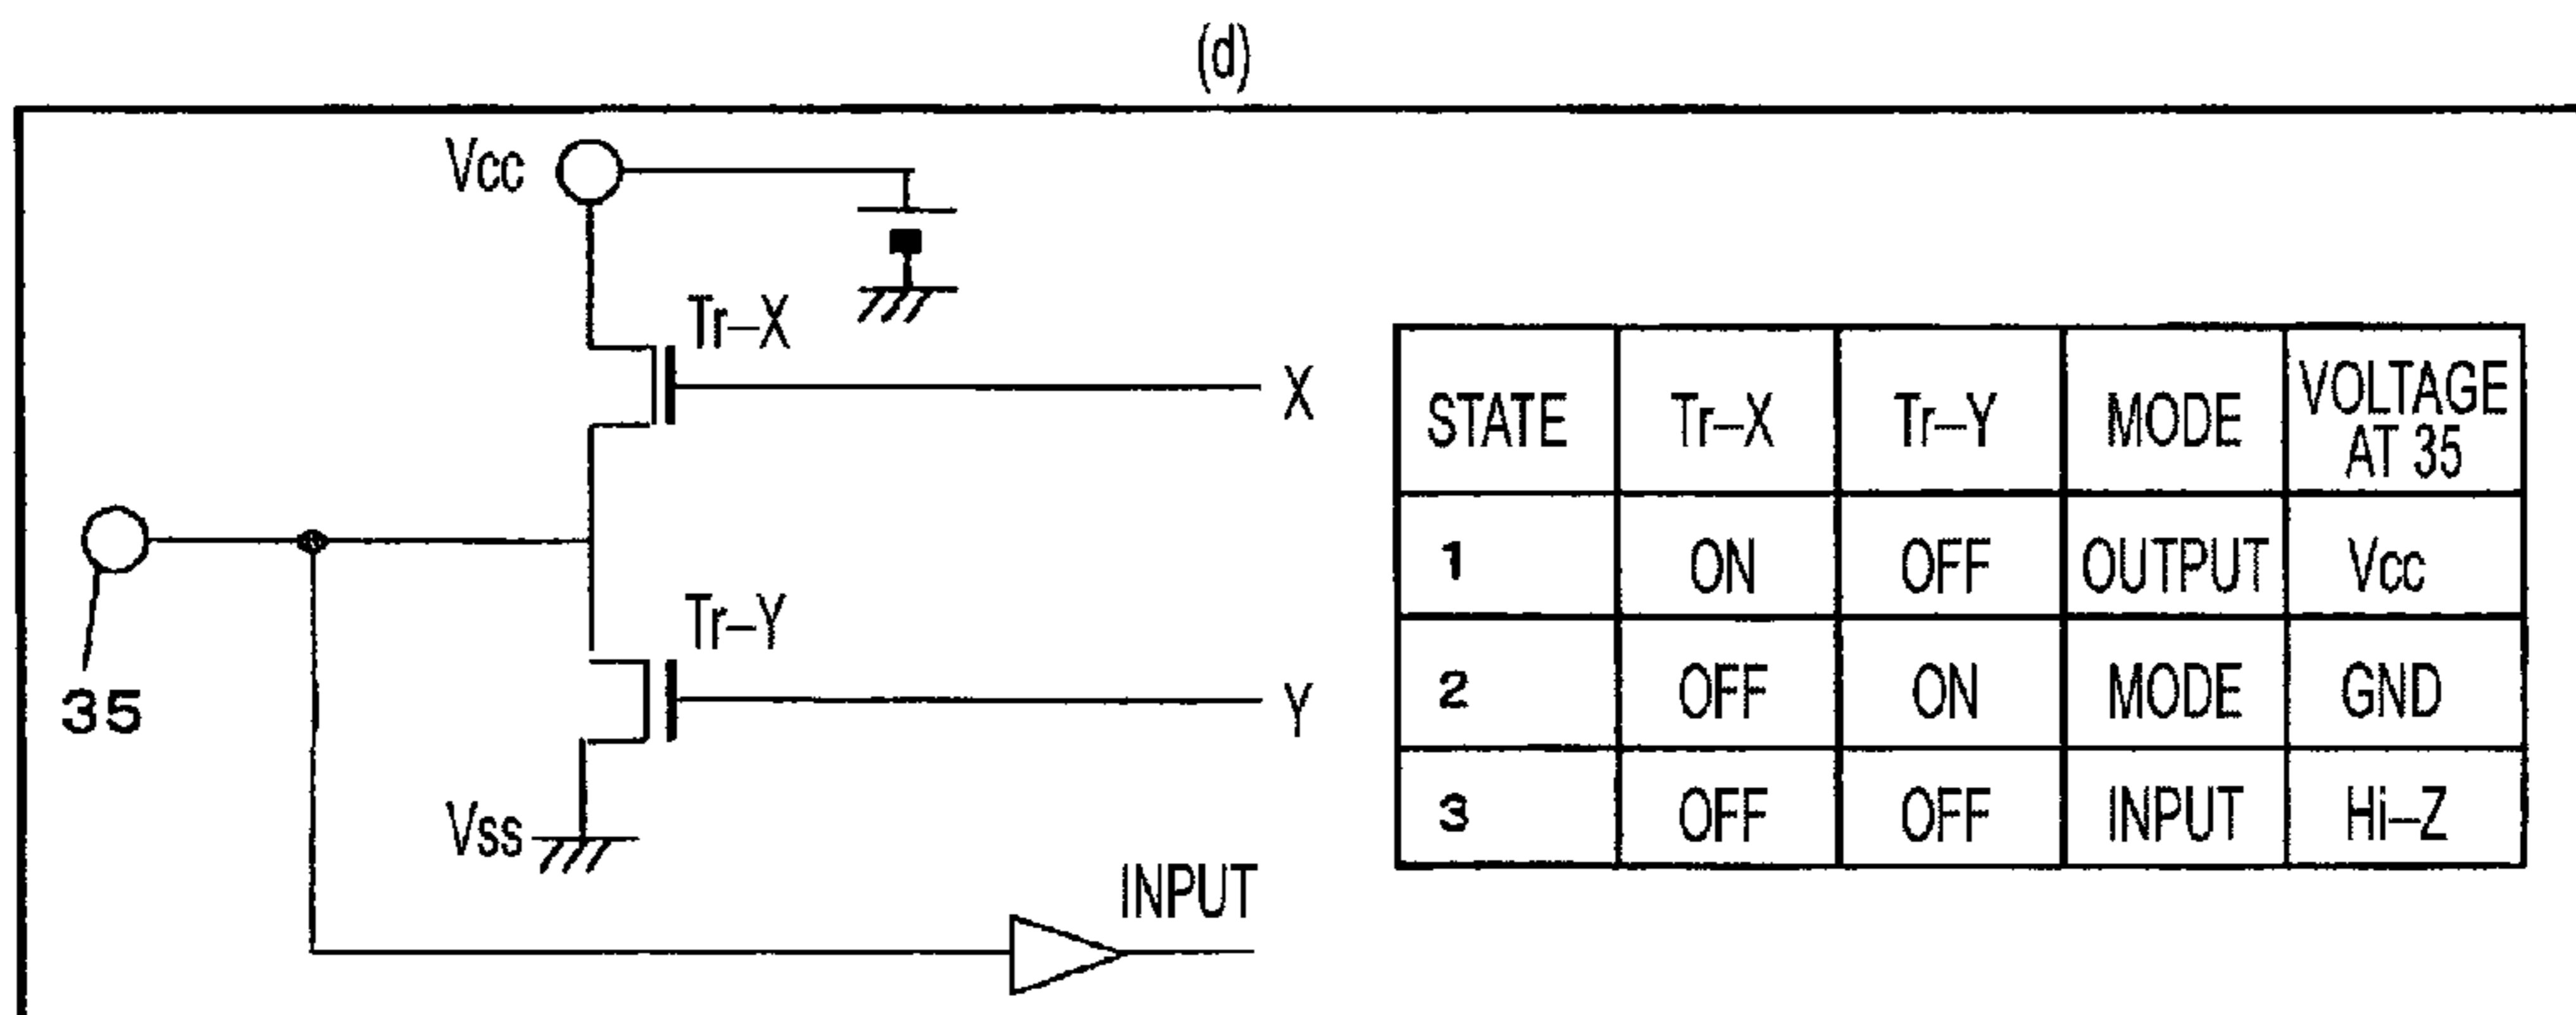 (d)
Vcc
Tr–X
X
35
Tr–Y
Y
Vss
INPUT
STATE Tr–X Tr–Y MODE VOLTAGE AT 35
1 ON OFF OUTPUT Vcc
2 OFF ON MODE GND
3 OFF OFF INPUT Hi–Z